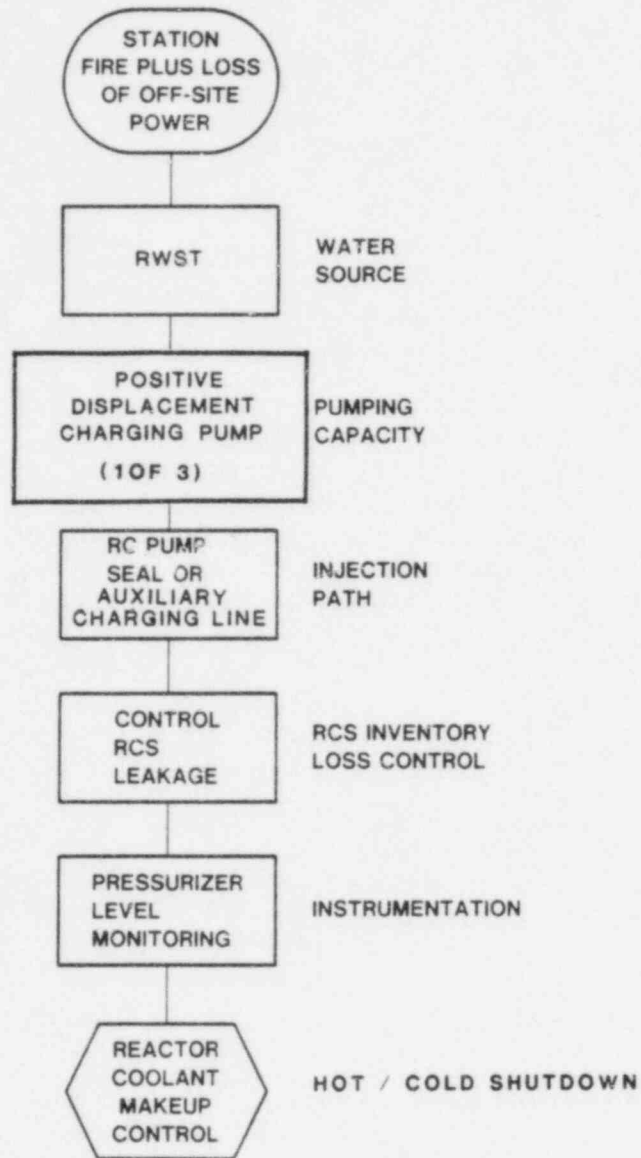 STATION
FIRE PLUS LOSS
OF OFF-SITE
POWER
RWST
WATER
SOURCE
POSITIVE
DISPLACEMENT
CHARGING PUMP
(1OF 3)
PUMPING
CAPACITY
RC PUMP
SEAL OR
AUXILIARY
CHARGING LINE
INJECTION
PATH
CONTROL
RCS
LEAKAGE
RCS INVENTORY
LOSS CONTROL
PRESSURIZER
LEVEL
MONITORING
INSTRUMENTATION
REACTOR
COOLANT
MAKEUP
CONTROL
HOT / COLD SHUTDOWN